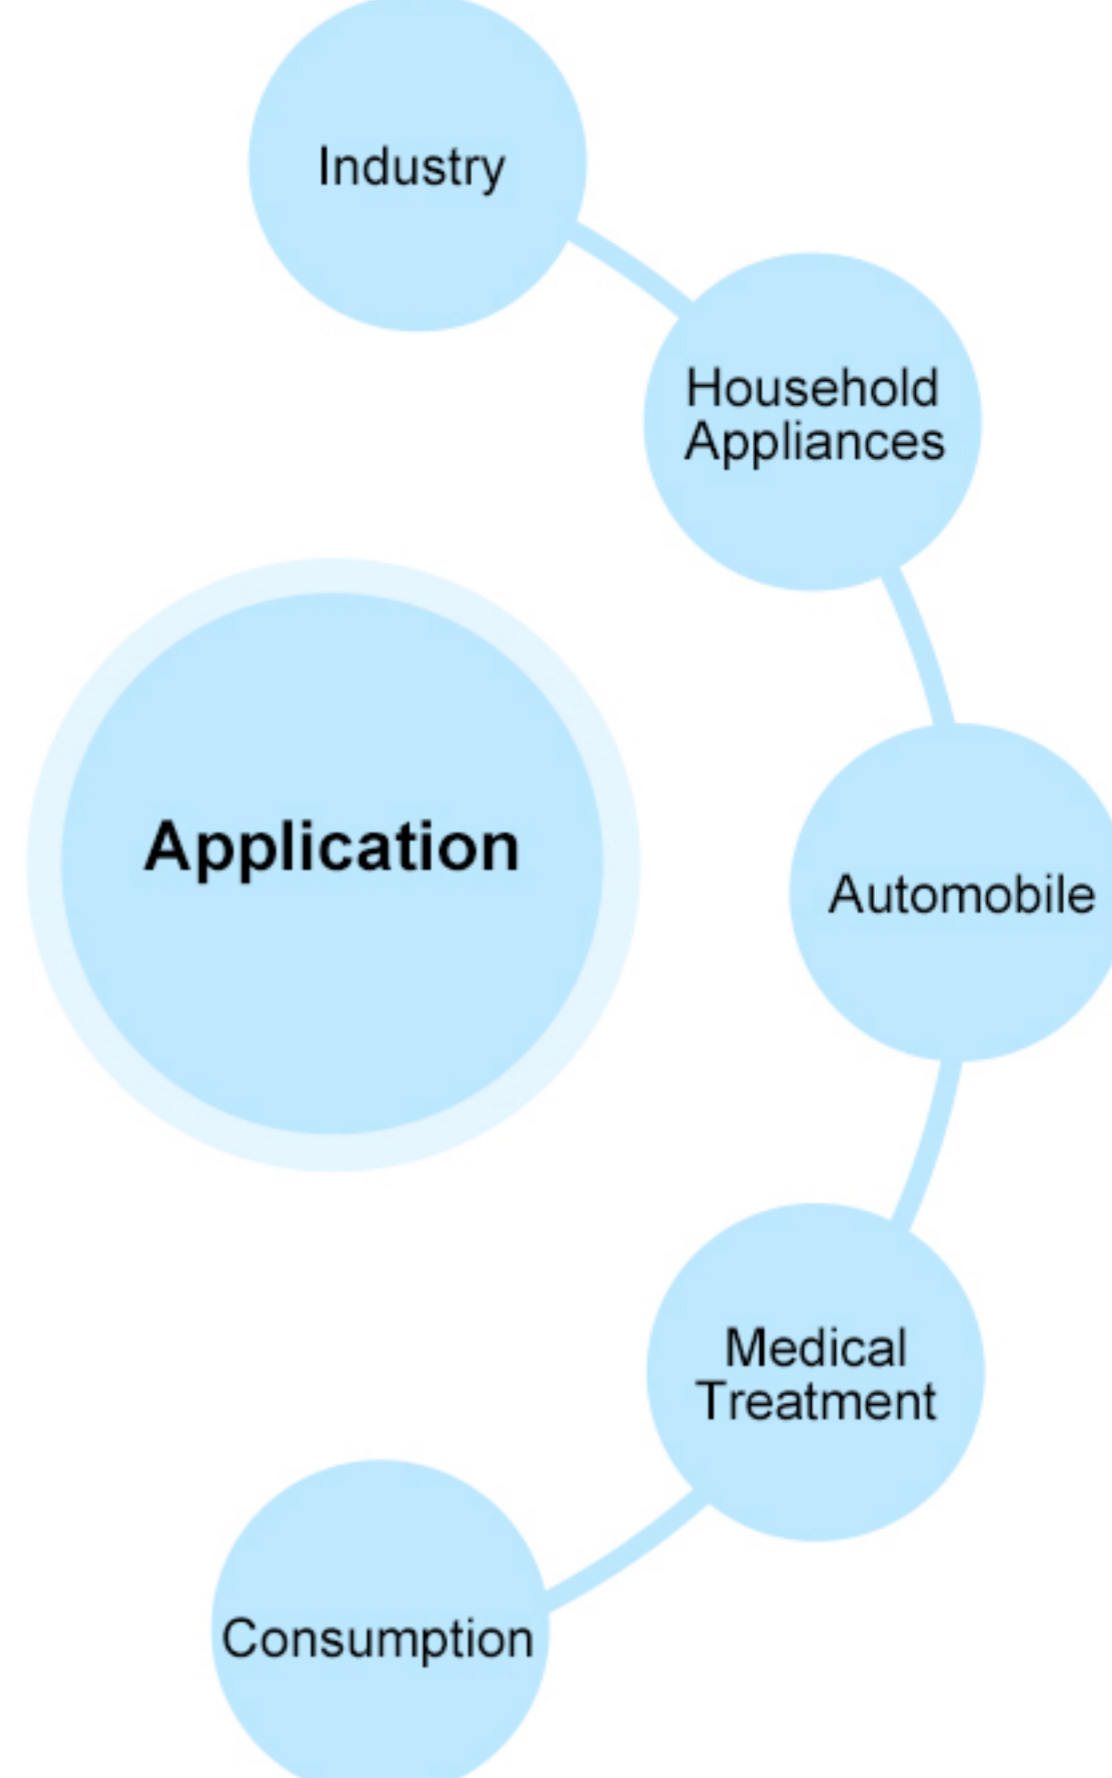 Industry
Household
Appliances
Application
Automobile
Medical
Treatment
Consumption